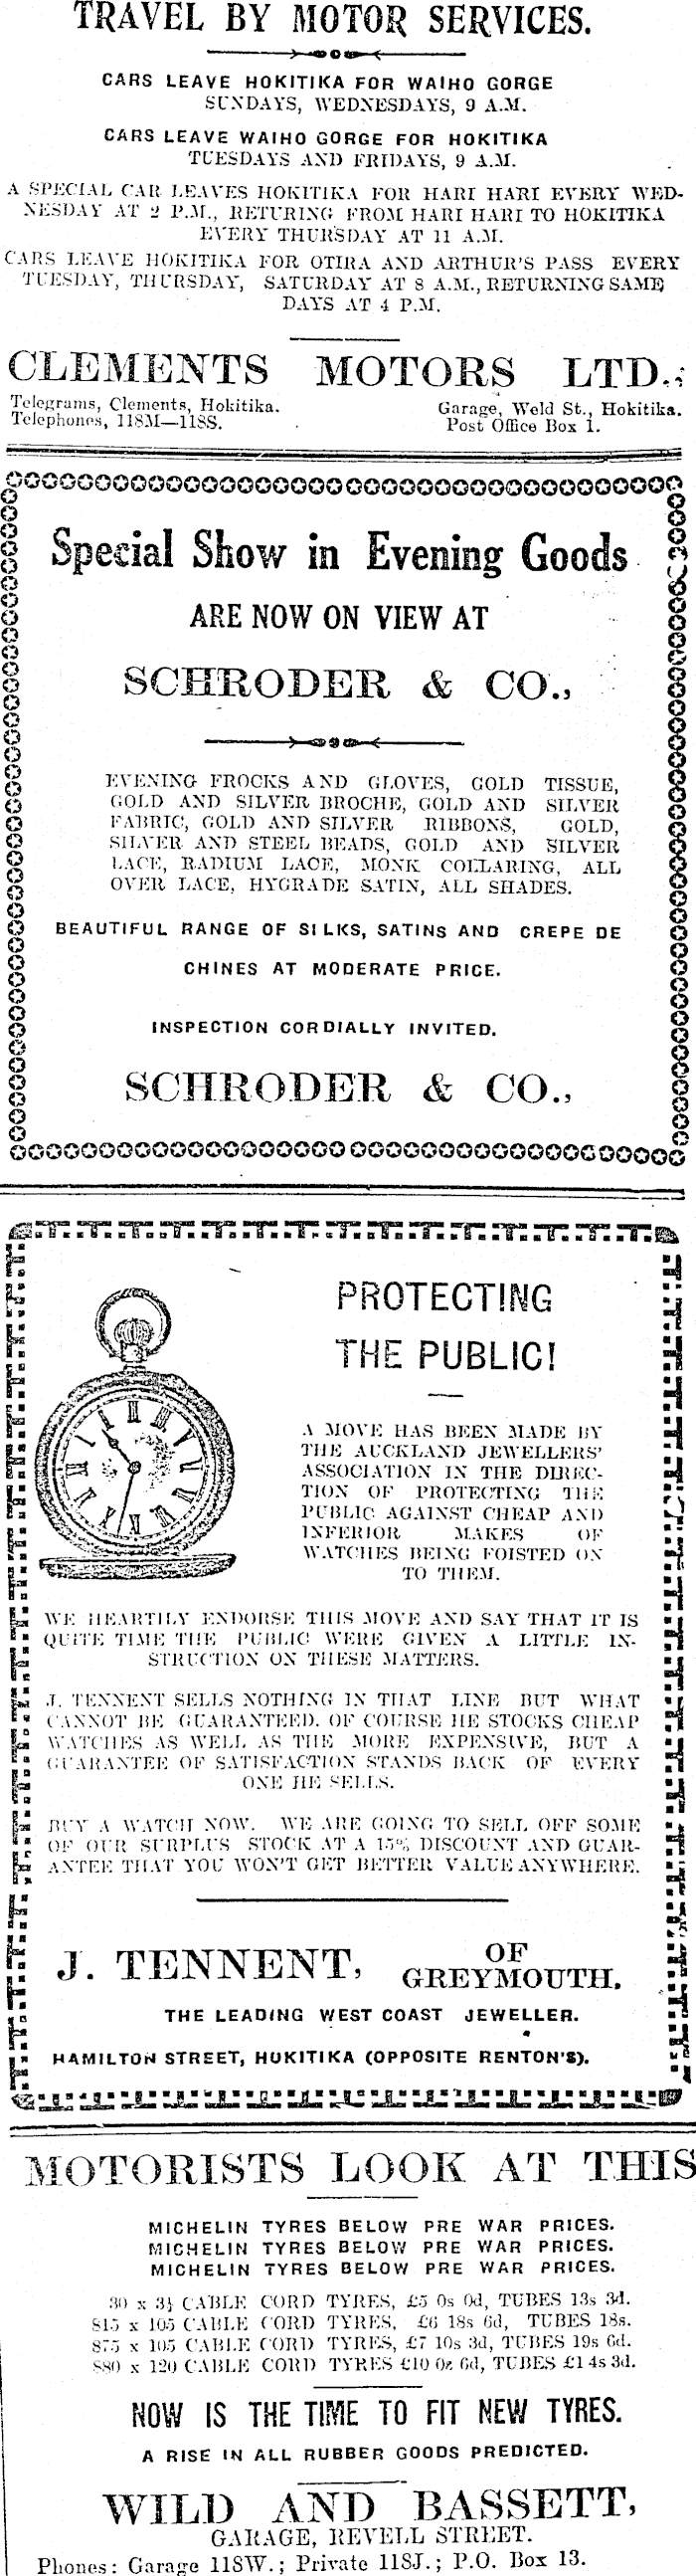 TRAVEL BY MOTOR SERVICES.
CARS LEAVE HOKITIKA FOR WAIHO GORGE
SUNDAYS, WEDNESDAYS, 9 A.M.
CARS LEAVE WAIHO GORGE FOR HOKITIKA
TUESDAYS AND FRIDAYS, 9 A.M.
A SPECIAL CAR LEAVES HOKITIKA FOR HARI HARI EVERY WED-
NESDAY AT 2 P.M., RETURING FROM HARI HARI TO HOKITIKA
EVERY THURSDAY AT 11 A.M.
CARS LEAVE HOKITIKA FOR OTIRA AND ARTHUR'S PASS EVERY
TUESDAY, THURSDAY, SATURDAY AT 8 A.M., RETURNING SAME
DAYS AT 4 P.M.
CLEMENTS MOTORS LTD.,
Telegrams, Clements, Hokitika.
Telephones, 118M—118S.
Garage, Weld St., Hokitika.
Post Office Box 1.
Special Show in Evening Goods
ARE NOW ON VIEW AT
SCHRODER & CO.,
EVENING FROCKS AND GLOVES, GOLD TISSUE,
GOLD AND SILVER BROCHE, GOLD AND SILVER
FABRIC, GOLD AND SILVER RIBBONS, GOLD,
SILVER AND STEEL BEADS, GOLD AND SILVER
LACE, RADIUM LACE, MONK COLLARING, ALL
OVER LACE, HYGRADE SATIN, ALL SHADES.
BEAUTIFUL RANGE OF SILKS, SATINS AND CREPE DE
CHINES AT MODERATE PRICE.
INSPECTION CORDIALLY INVITED.
SCHRODER & CO.,
PROTECTING
THE PUBLIC!
A MOVE HAS BEEN MADE BY
THE AUCKLAND JEWELLERS'
ASSOCIATION IN THE DIREC-
TION OF PROTECTING THE
PUBLIC AGAINST CHEAP AND
INFERIOR MAKES OF
WATCHES BEING FOISTED ON
TO THEM.
WE HEARTILY ENDORSE THIS MOVE AND SAY THAT IT IS
QUITE TIME THE PUBLIC WERE GIVEN A LITTLE IN-
STRUCTION ON THESE MATTERS.
J. TENNENT SELLS NOTHING IN THAT LINE BUT WHAT
CANNOT BE GUARANTEED. OF COURSE HE STOCKS CHEAP
WATCHES AS WELL AS THE MORE EXPENSIVE, BUT A
GUARANTEE OF SATISFACTION STANDS BACK OF EVERY
ONE HE SELLS.
BUY A WATCH NOW. WE ARE GOING TO SELL OFF SOME
OF OUR SURPLUS STOCK AT A 15% DISCOUNT AND GUAR-
ANTEE THAT YOU WON'T GET BETTER VALUE ANYWHERE.
J. TENNENT, OF GREYMOUTH.
THE LEADING WEST COAST JEWELLER.
HAMILTON STREET, HOKITIKA (OPPOSITE RENTON'S).
MOTORISTS LOOK AT THIS
MICHELIN TYRES BELOW PRE WAR PRICES.
MICHELIN TYRES BELOW PRE WAR PRICES.
MICHELIN TYRES BELOW PRE WAR PRICES.
30 x 3½ CABLE CORD TYRES, £5 0s 0d, TUBES 13s 3d.
815 x 105 CABLE CORD TYRES, £6 18s 6d, TUBES 18s.
875 x 105 CABLE CORD TYRES, £7 10s 3d, TUBES 19s 6d.
880 x 120 CABLE CORD TYRES £10 0s 6d, TUBES £1 4s 3d.
NOW IS THE TIME TO FIT NEW TYRES.
A RISE IN ALL RUBBER GOODS PREDICTED.
WILD AND BASSETT,
GARAGE, REVELL STREET.
Phones: Garage 118W.; Private 118J.; P.O. Box 13.